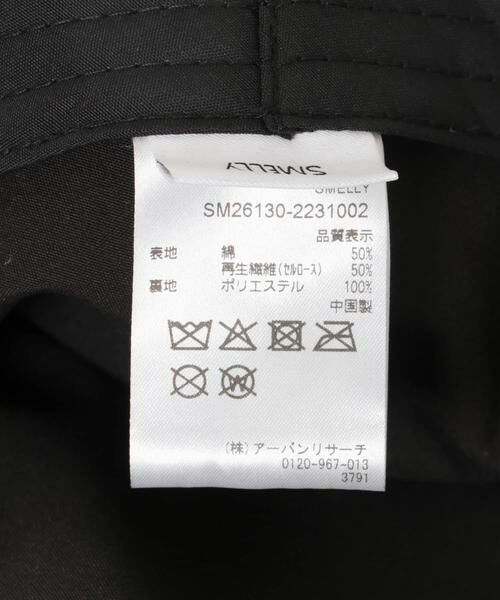 SMELLY
SMELLY
SM26130-2231002
品質表示
表地 綿 50%
再生繊維(セルロース) 50%
裏地 ポリエステル 100%
中国製
W
(株)アーバンリサーチ
0120-967-013
3791